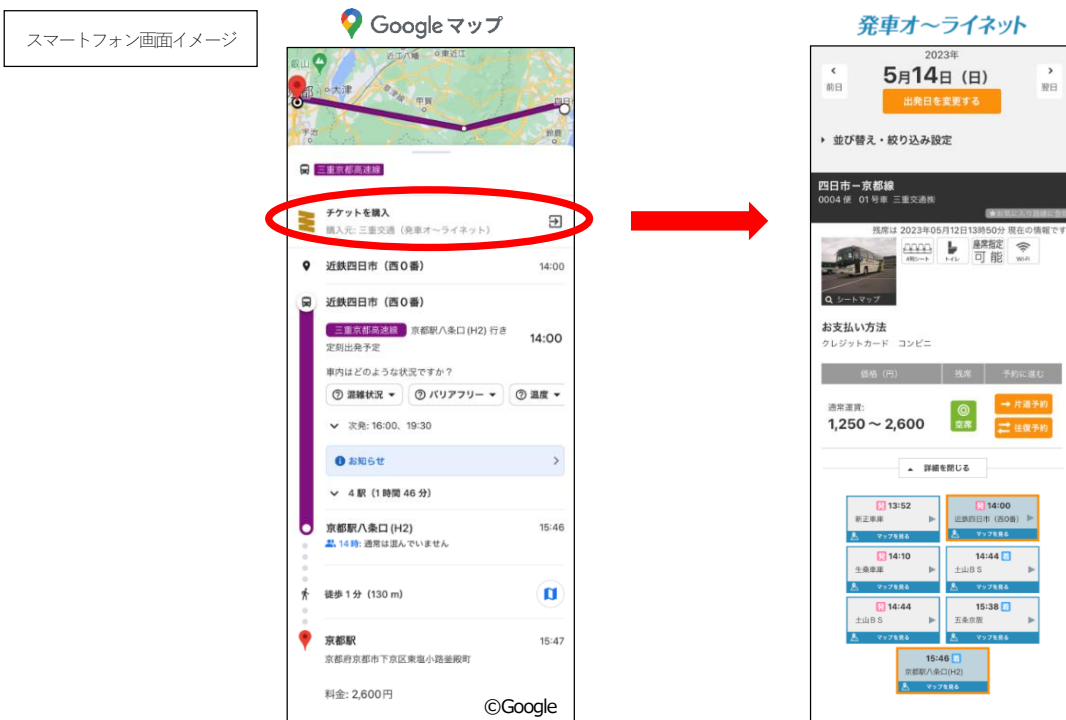 スマートフォン画面イメージ
Google マップ
近江八幡
東近江
大津
草津線
甲賀
宇治
鈴鹿
三重京都高速線
チケットを購入
購入元: 三重交通（発車オ〜ライネット）
近鉄四日市（西０番） 14:00
近鉄四日市（西０番）
三重京都高速線 京都駅八条口 (H2) 行き
14:00
定刻出発予定
車内はどのような状況ですか？
混雑状況 バリアフリー 温度
次発: 16:00、19:30
お知らせ
4 駅（1 時間 46 分）
京都駅八条口 (H2) 15:46
14 時: 通常は混んでいません
徒歩 1 分（130 m）
京都駅 15:47
京都府京都市下京区東塩小路釜殿町
料金: 2,600円
©Google
発車オ〜ライネット
2023年
前日
5月14日（日）
翌日
出発日を変更する
並び替え・絞り込み設定
四日市ー京都線
0004 便 01 号車 三重交通㈱
残席は 2023年05月12日13時50分 現在の情報です
4列シート トイレ 座席指定 可能 Wi-Fi
シートマップ
お支払い方法
クレジットカード コンビニ
価格（円） 残席 予約に進む
通常運賃:
1,250 〜 2,600
空席
片道予約
往復予約
詳細を閉じる
発 13:52
新正車庫
マップを見る
発 14:00
近鉄四日市（西0番）
マップを見る
発 14:10
生桑車庫
マップを見る
14:44 着
土山ＢＳ
マップを見る
発 14:44
土山ＢＳ
マップを見る
15:38 着
五条京阪
マップを見る
15:46 着
京都駅八条口(H2)
マップを見る